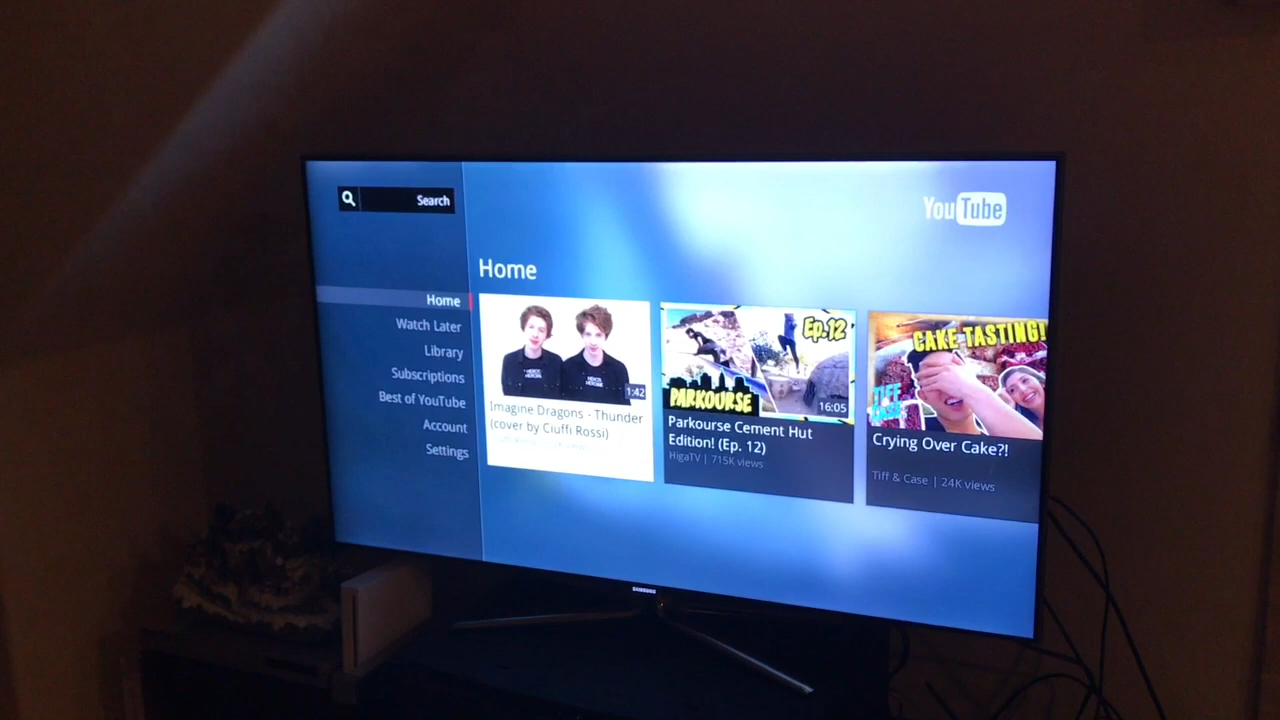 Search
YouTube
Home
Home
Watch Later
Library
Subscriptions
Best of YouTube
Account
Settings
1:42
Imagine Dragons - Thunder
(cover by Ciuffi Rossi)
Ep.12
PARKOURSE
16:05
Parkourse Cement Hut
Edition! (Ep. 12)
HigaTV | 715K views
CAKE TASTING!
TIFF
CASE
Crying Over Cake?!
Tiff & Case | 24K views
SAMSUNG